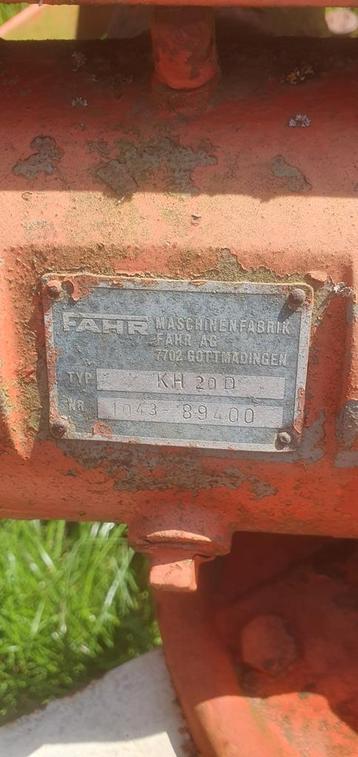 FAHR MASCHINENFABRIK
FAHR AG
7702 GOTTMADINGEN
TYP KH 20 D
NR. 1043 89400